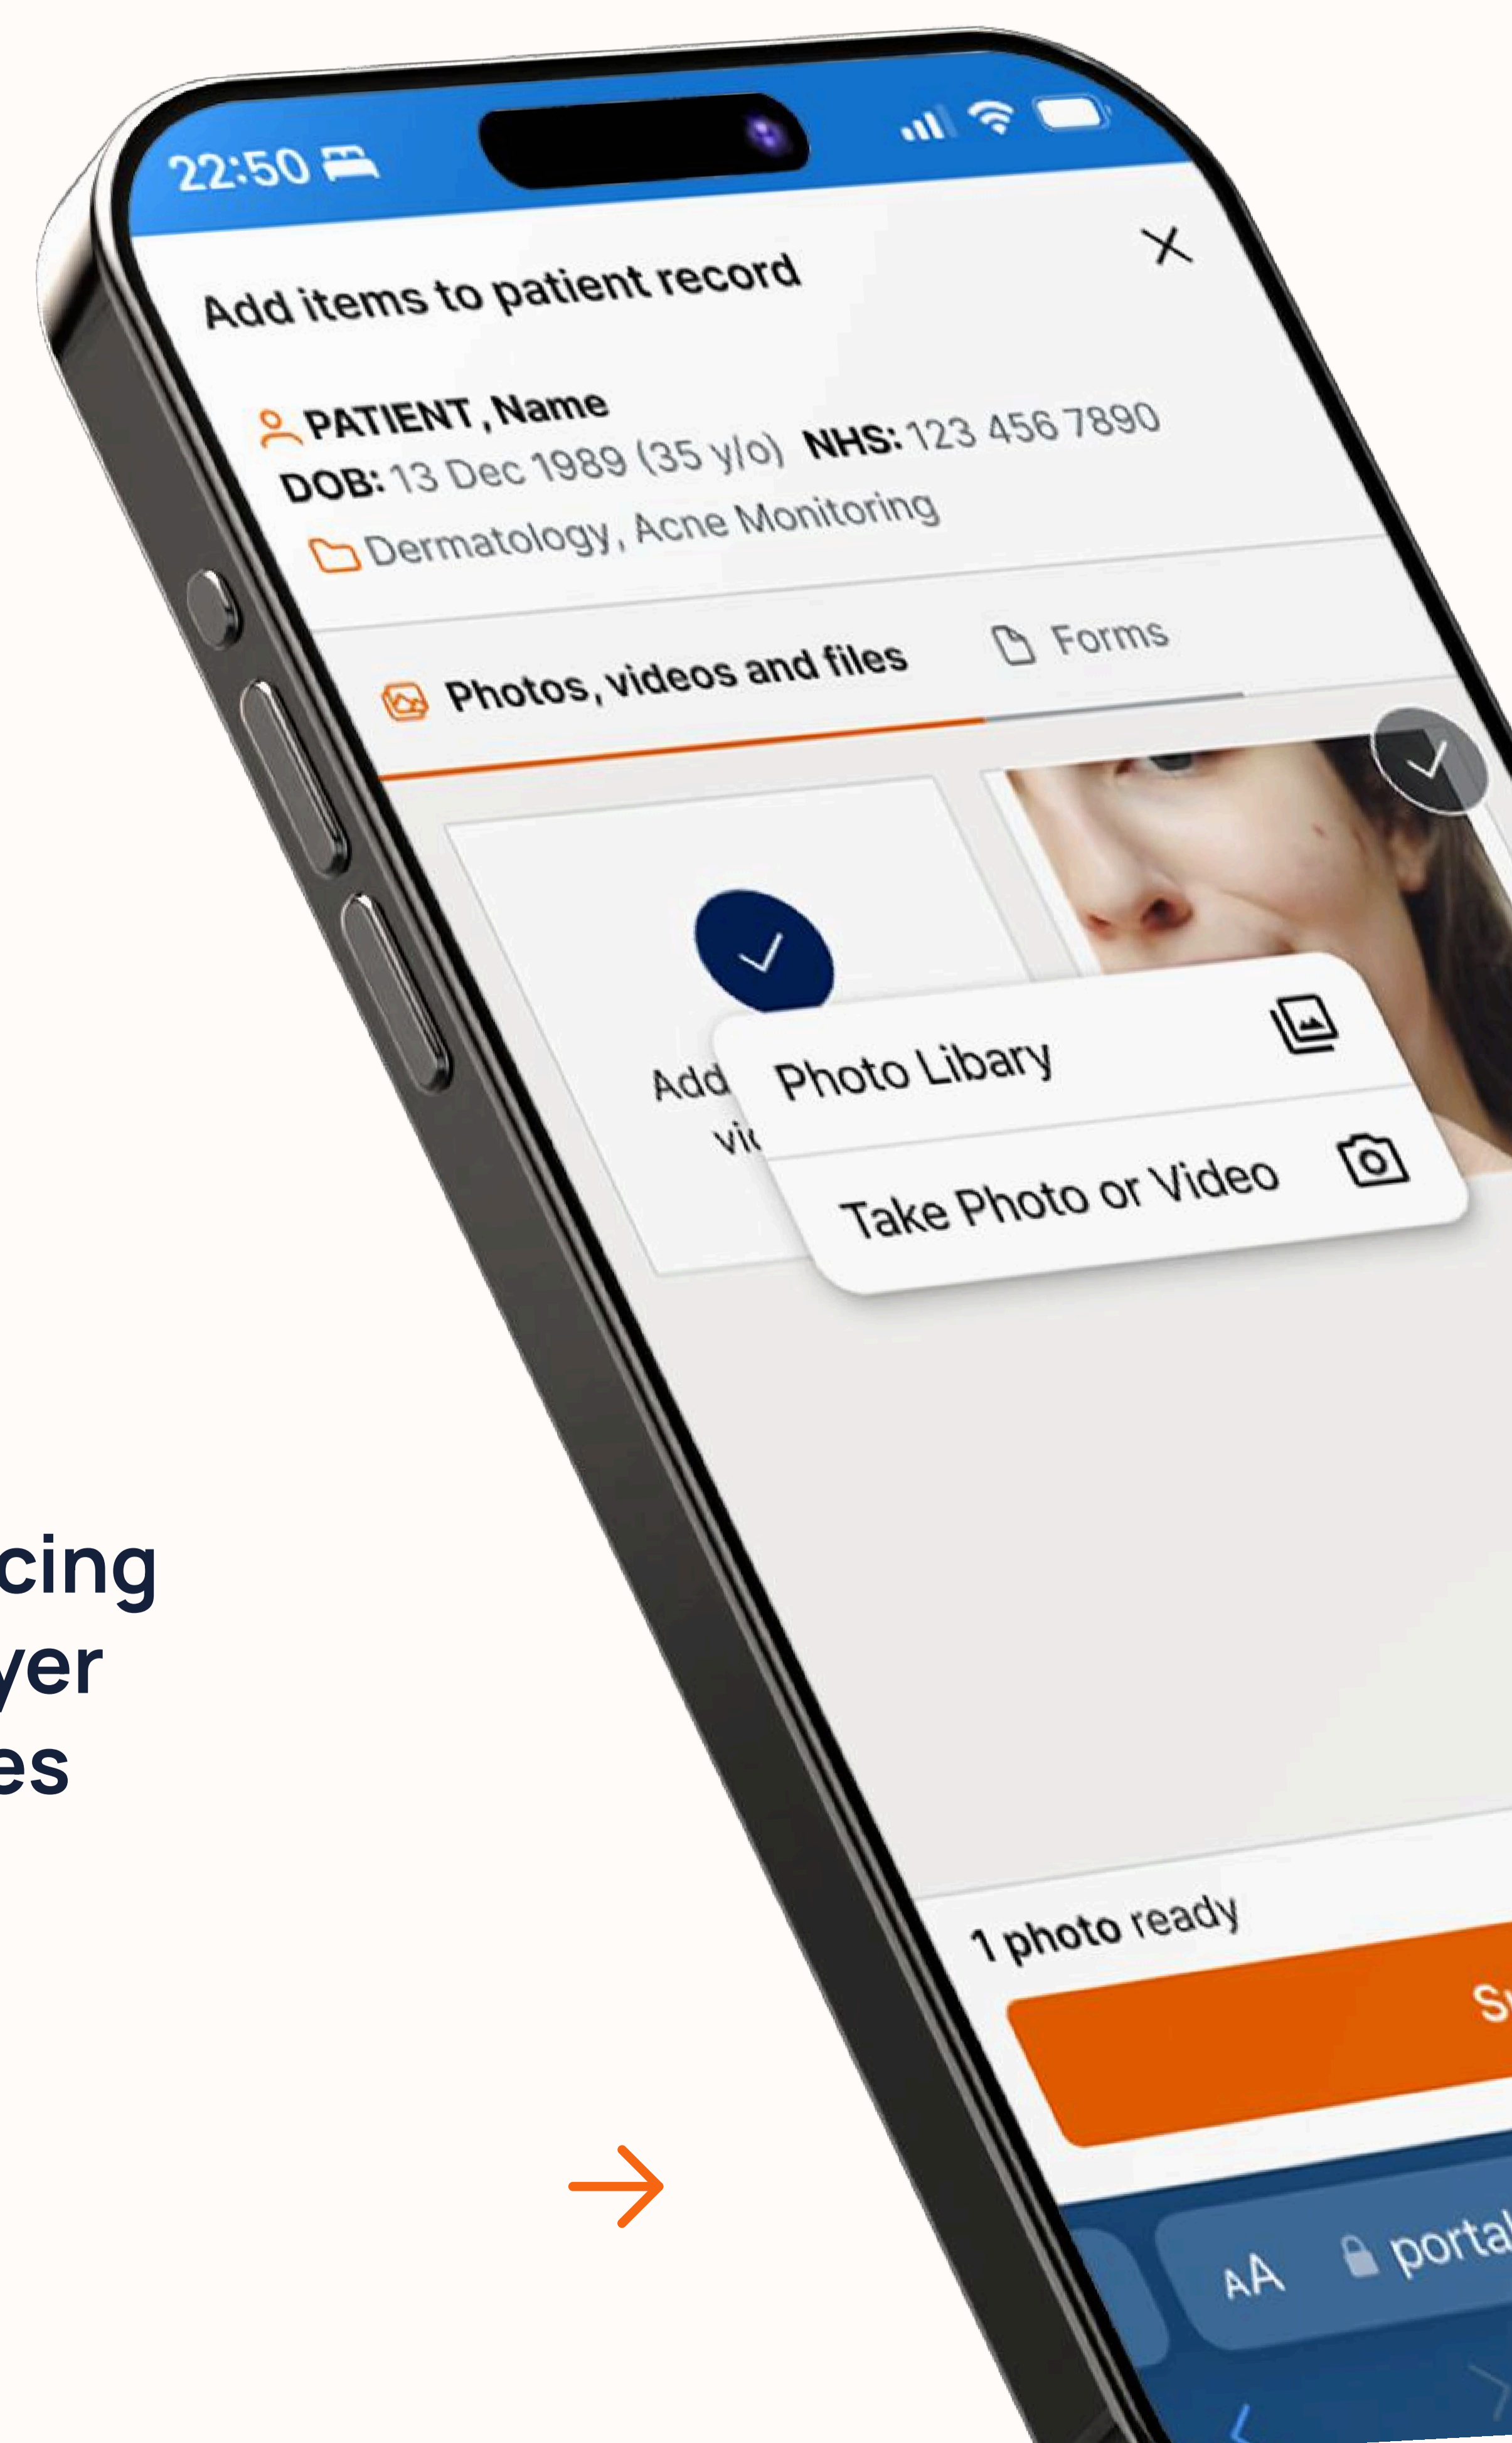 22:50
Add items to patient record
PATIENT, Name
DOB: 13 Dec 1989 (35 y/o) NHS: 123 456 7890
Dermatology, Acne Monitoring
Photos, videos and files
Forms
Add
Photo Libary
Take Photo or Video
cing
yer
es
1 photo ready
AA portal